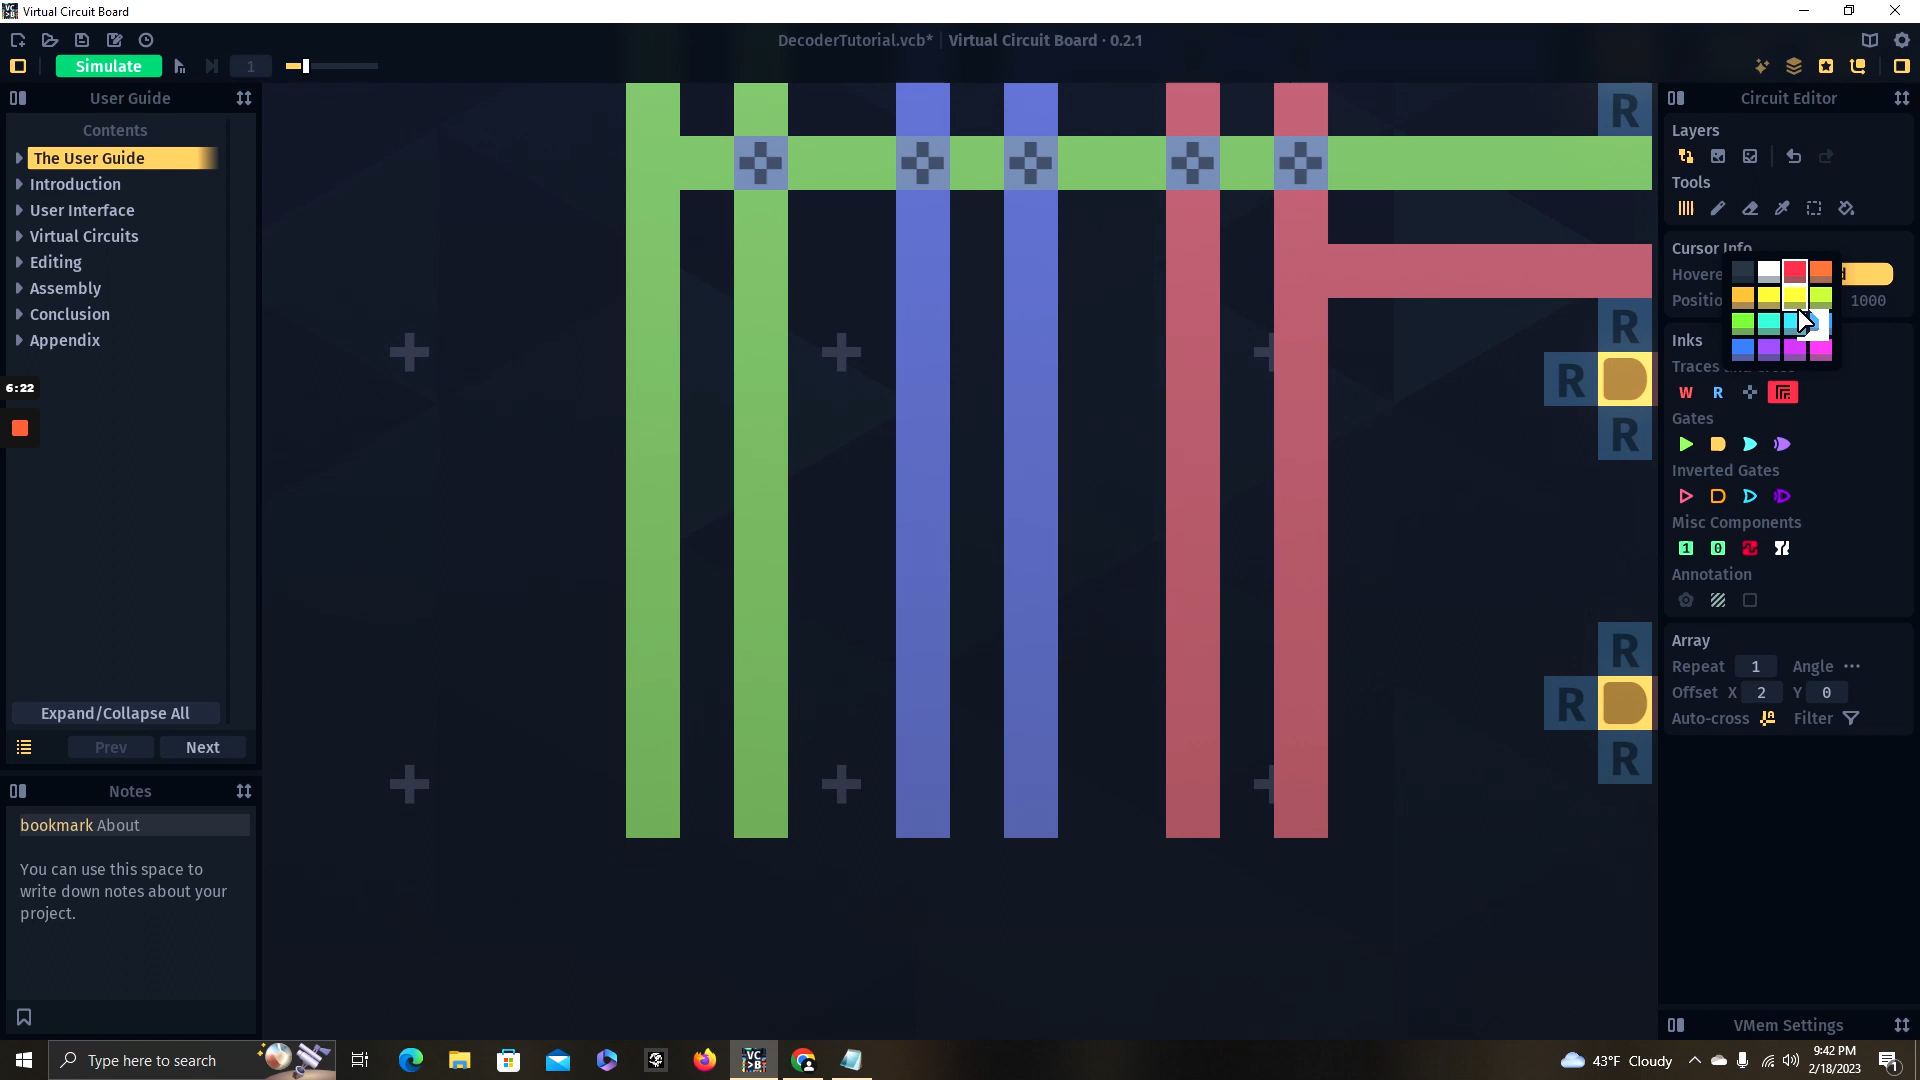 Virtual Circuit Board
DecoderTutorial.vcb* | Virtual Circuit Board · 0.2.1
Simulate
1
User Guide
Contents
The User Guide
Introduction
User Interface
Virtual Circuits
Editing
Assembly
Conclusion
Appendix
6:22
Expand/Collapse All
Prev
Next
Notes
bookmark About
You can use this space to
write down notes about your
project.
R
R
R
R
R
R
R
Circuit Editor
Layers
Tools
Cursor Info
Hovere
Positio
1000
Inks
W R
Gates
Inverted Gates
Misc Components
1 0
Annotation
Array
Repeat 1 Angle ···
Offset X 2 Y 0
Auto-cross Filter
VMem Settings
Type here to search
VC
>B
43°F Cloudy
9:42 PM
2/18/2023
1